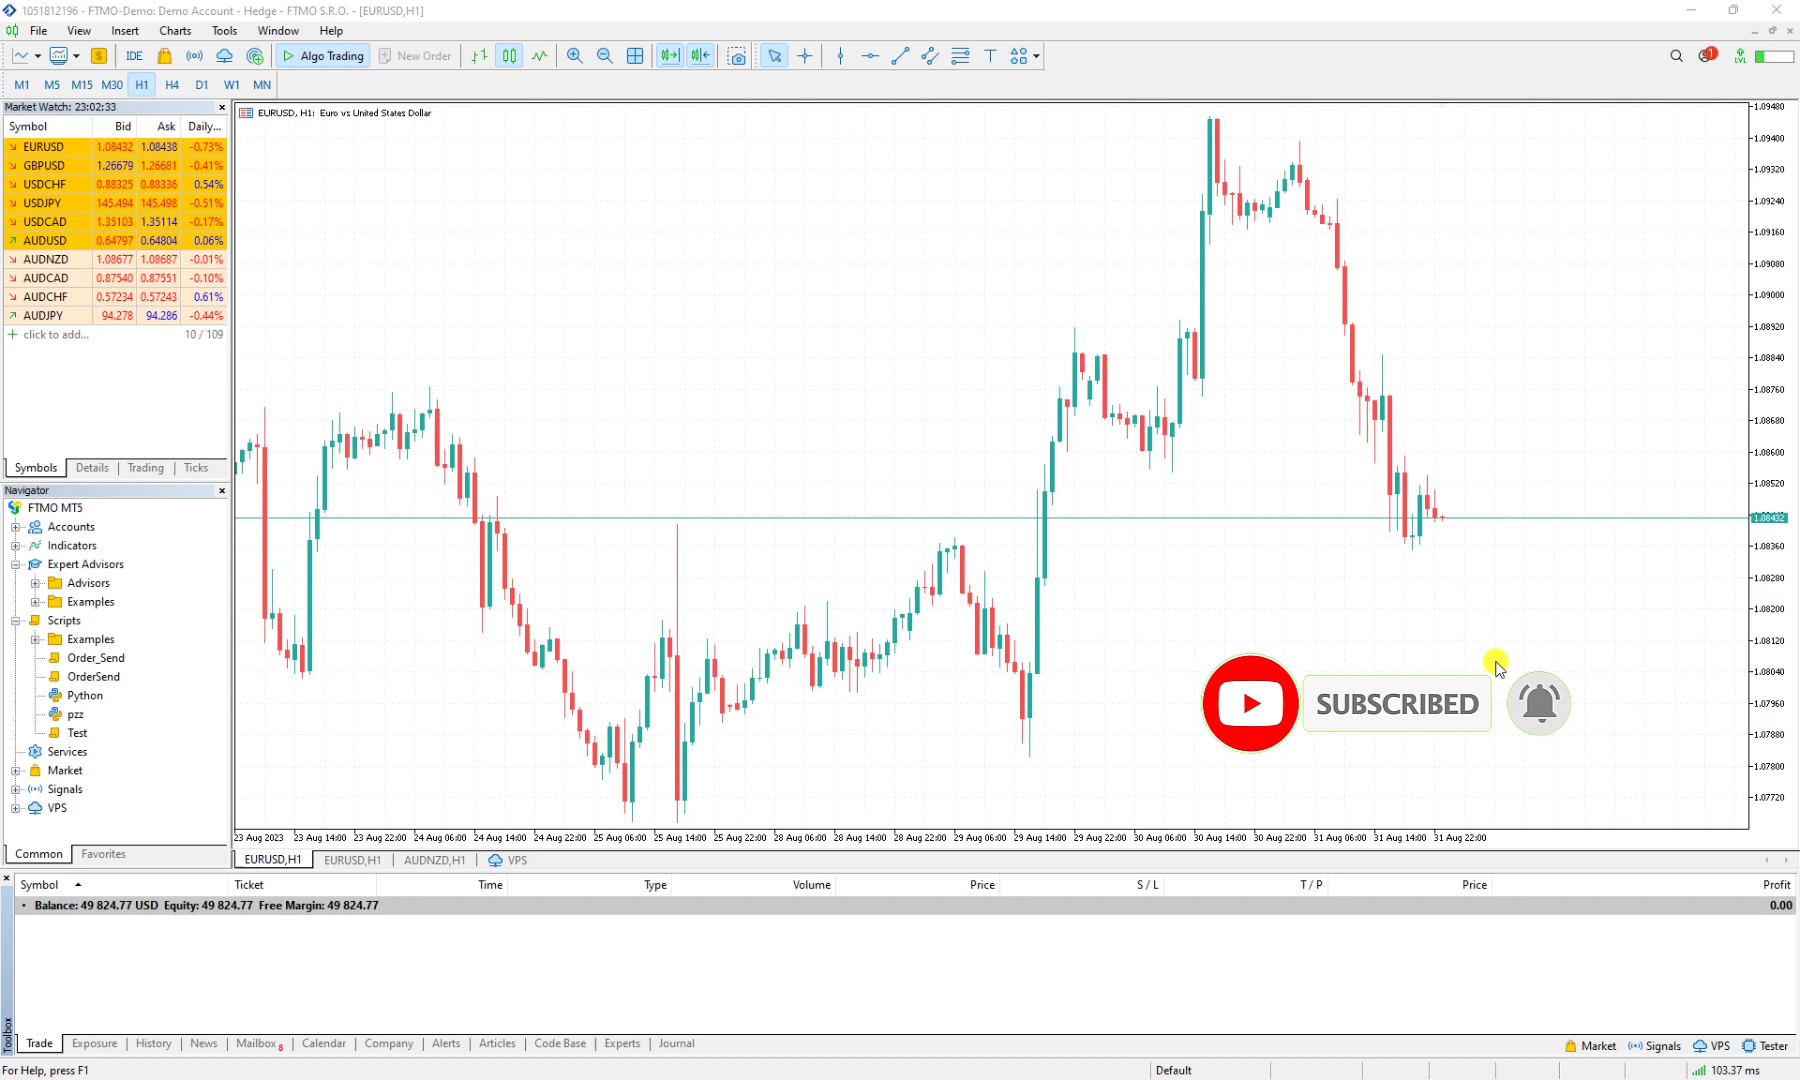 1051812196 - FTMO-Demo: Demo Account - Hedge - FTMO S.R.O. - [EURUSD,H1]
File View Insert Charts Tools Window Help
IDE Algo Trading New Order 1 LVL
M1 M5 M15 M30 H1 H4 D1 W1 MN
Market Watch: 23:02:33
Symbol Bid Ask Daily...
EURUSD 1.08432 1.08438 -0.73%
GBPUSD 1.26679 1.26681 -0.41%
USDCHF 0.88325 0.88336 0.54%
USDJPY 145.494 145.498 -0.51%
USDCAD 1.35103 1.35114 -0.17%
AUDUSD 0.64797 0.64804 0.06%
AUDNZD 1.08677 1.08687 -0.01%
AUDCAD 0.87540 0.87551 -0.10%
AUDCHF 0.57234 0.57243 0.61%
AUDJPY 94.278 94.286 -0.44%
click to add... 10 / 109
Symbols Details Trading Ticks
Navigator
FTMO MT5
Accounts
Indicators
Expert Advisors
Advisors
Examples
Scripts
Examples
Order_Send
OrderSend
Python
pzz
Test
Services
Market
Signals
VPS
Common Favorites
EURUSD, H1: Euro vs United States Dollar
1.09480
1.09400
1.09320
1.09240
1.09160
1.09080
1.09000
1.08920
1.08840
1.08760
1.08680
1.08600
1.08520
1.08432
1.08360
1.08280
1.08200
1.08120
1.08040
1.07960
1.07880
1.07800
1.07720
SUBSCRIBED
23 Aug 2023 23 Aug 14:00 23 Aug 22:00 24 Aug 06:00 24 Aug 14:00 24 Aug 22:00 25 Aug 06:00 25 Aug 14:00 25 Aug 22:00 28 Aug 06:00 28 Aug 14:00 28 Aug 22:00 29 Aug 06:00 29 Aug 14:00 29 Aug 22:00 30 Aug 06:00 30 Aug 14:00 30 Aug 22:00 31 Aug 06:00 31 Aug 14:00 31 Aug 22:00
EURUSD,H1 EURUSD,H1 AUDNZD,H1 VPS
Symbol Ticket Time Type Volume Price S / L T / P Price Profit
Balance: 49 824.77 USD Equity: 49 824.77 Free Margin: 49 824.77 0.00
Toolbox
Trade Exposure History News Mailbox 8 Calendar Company Alerts Articles Code Base Experts Journal Market Signals VPS Tester
For Help, press F1 Default 103.37 ms